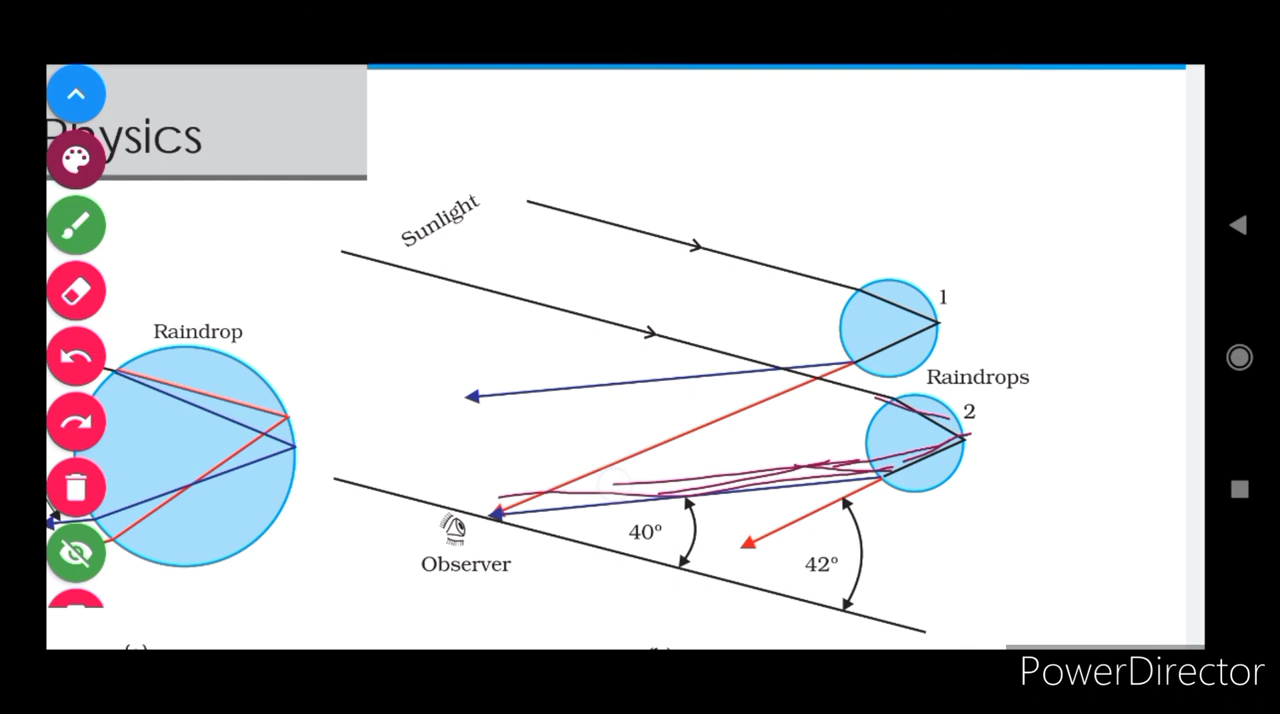 Physics
Sunlight
1
Raindrop
Raindrops
2
40°
Observer
42°
PowerDirector